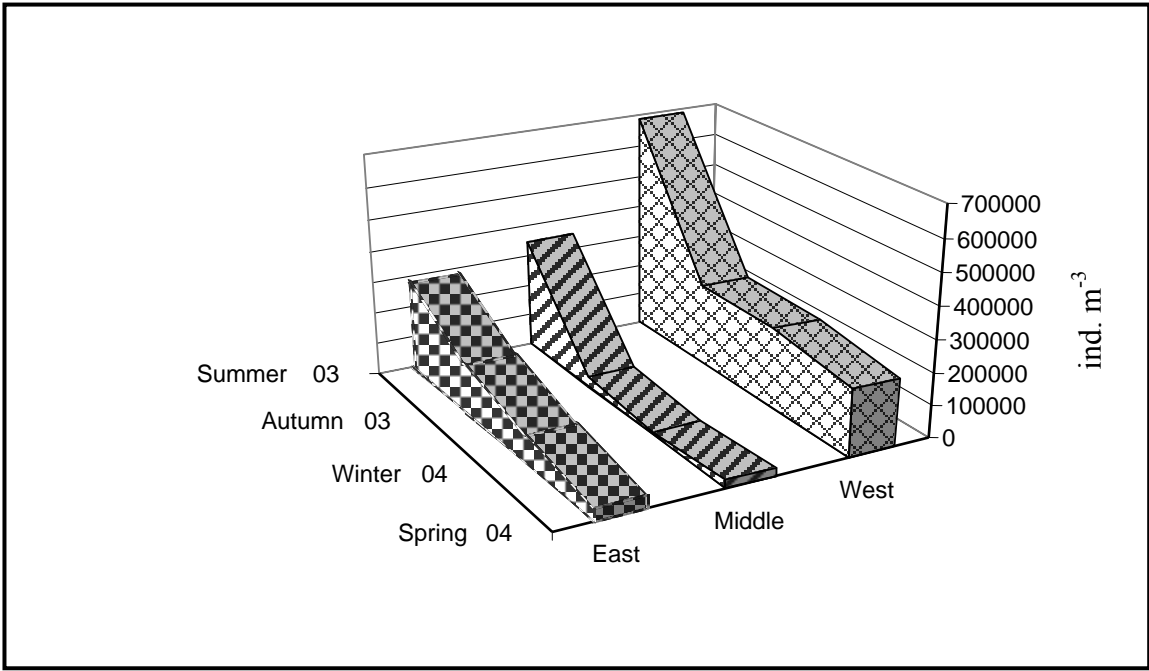 700000
600000
500000
400000
300000
200000
100000
0
ind. m-3
Summer 03
Autumn 03
Winter 04
Spring 04
East
Middle
West